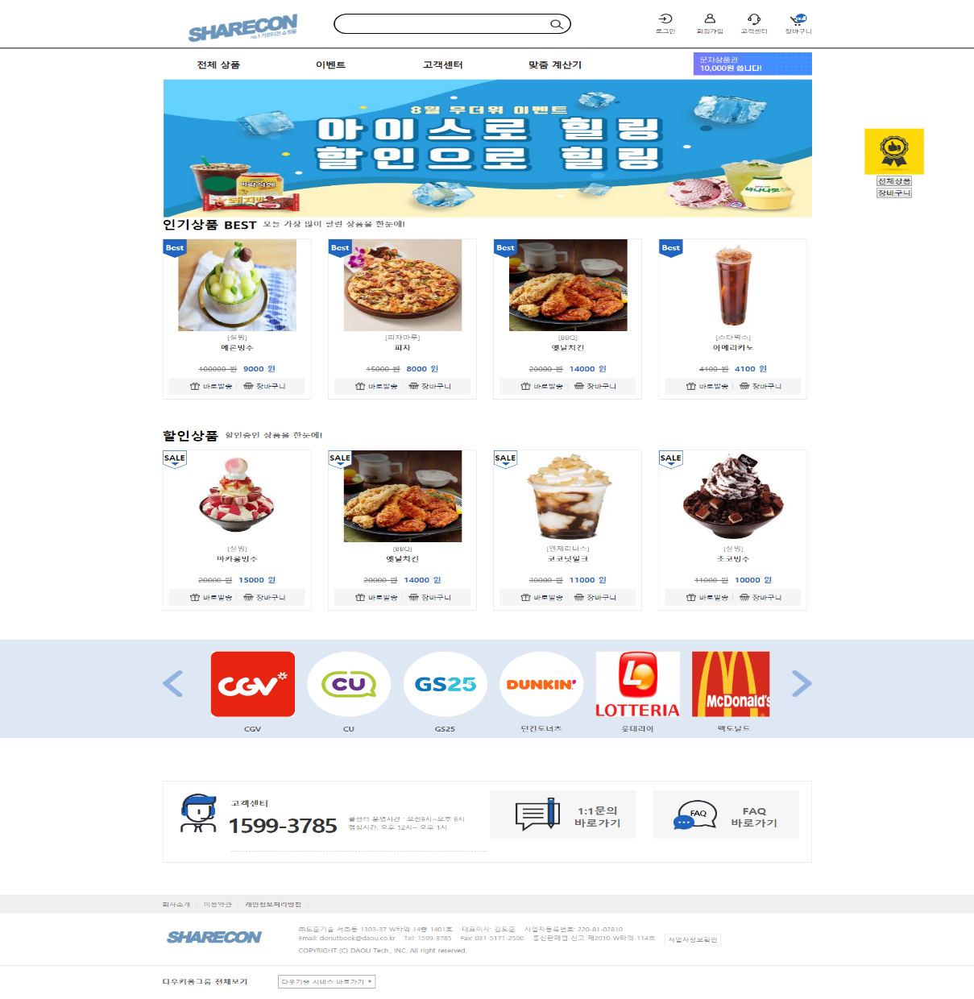 SHARECON
no.1 기프티콘 쇼핑몰
로그인 회원가입 고객센터 장바구니
전체 상품 이벤트 고객센터 맞춤 계산기
문자상품권
10,000원 쏩니다!
8월 무더위 이벤트
아이스로 힐링
할인으로 힐링
전체상품
장바구니
인기상품 BEST 오늘 가장 많이 팔린 상품을 한눈에!
Best Best Best Best
[설빙] [피자마루] [BBQ] [스타벅스]
메론빙수 피자 옛날치킨 아메리카노
100000 원 9000 원 15000 원 8000 원 20000 원 14000 원 4100 원 4100 원
바로발송 장바구니 바로발송 장바구니 바로발송 장바구니 바로발송 장바구니
할인상품 할인중인 상품을 한눈에!
SALE SALE SALE SALE
[설빙] [BBQ] [엔제리너스] [설빙]
마카롱빙수 옛날치킨 코코넛밀크 초코빙수
20000 원 15000 원 20000 원 14000 원 30000 원 11000 원 11000 원 10000 원
바로발송 장바구니 바로발송 장바구니 바로발송 장바구니 바로발송 장바구니
CGV CU GS25 DUNKIN' LOTTERIA McDonald's
CGV CU GS25 던킨도너츠 롯데리아 맥도날드
고객센터
1599-3785
콜센터 운영시간 : 오전9시~오후 6시
점심시간: 오후 12시~ 오후 1시
1:1문의
바로가기
FAQ
FAQ
바로가기
회사소개 이용약관 개인정보처리방침
SHARECON
㈜도운기술 서초동 1303-37 W타워 14층 1401호 대표이사: 김도운 사업자등록번호: 220-81-02810
Email: donutbook@daou.co.kr Tel: 1599-3785 Fax: 031-5171-2500 통신판매업 신고 제2010-W타워-114호
사업자정보확인
COPYRIGHT (C) DAOU Tech., INC. All right reserved.
다우키움그룹 전체보기 다우기술 서비스 바로가기